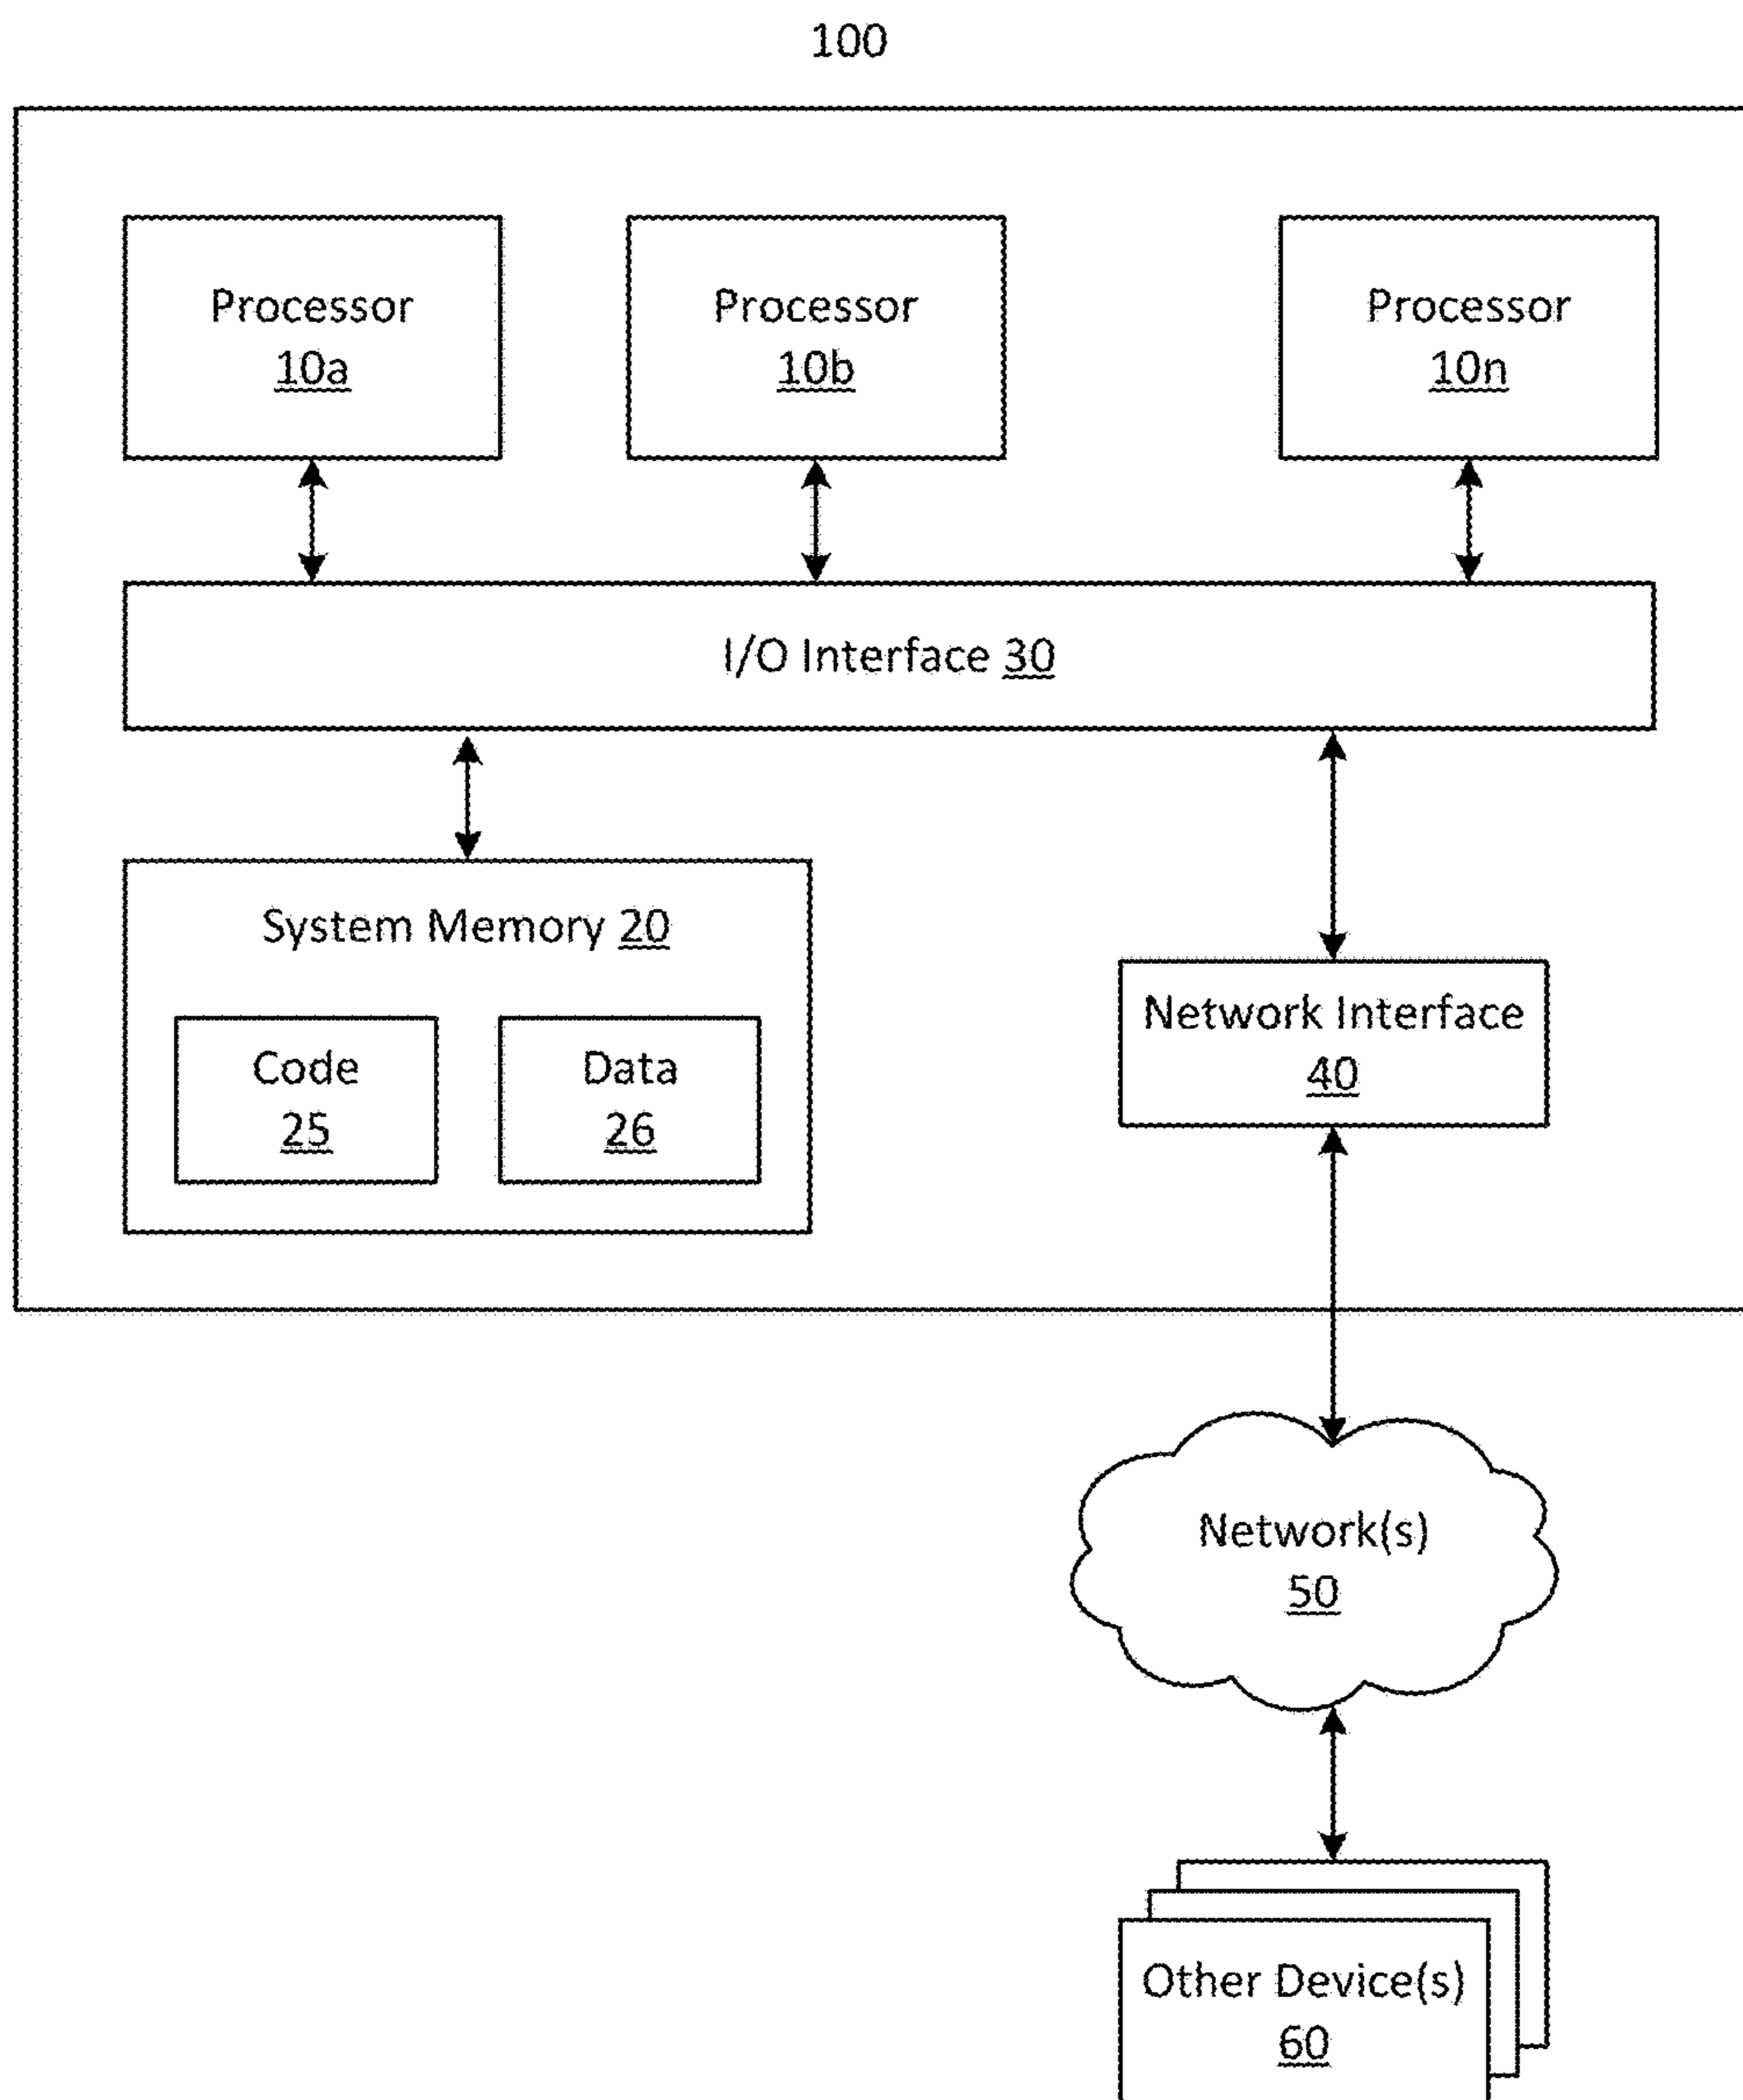 100
Processor
10a
Processor
10b
Processor
10n
I/O Interface 30
System Memory 20
Code
25
Data
26
Network Interface
40
Network(s)
50
Other Device(s)
60